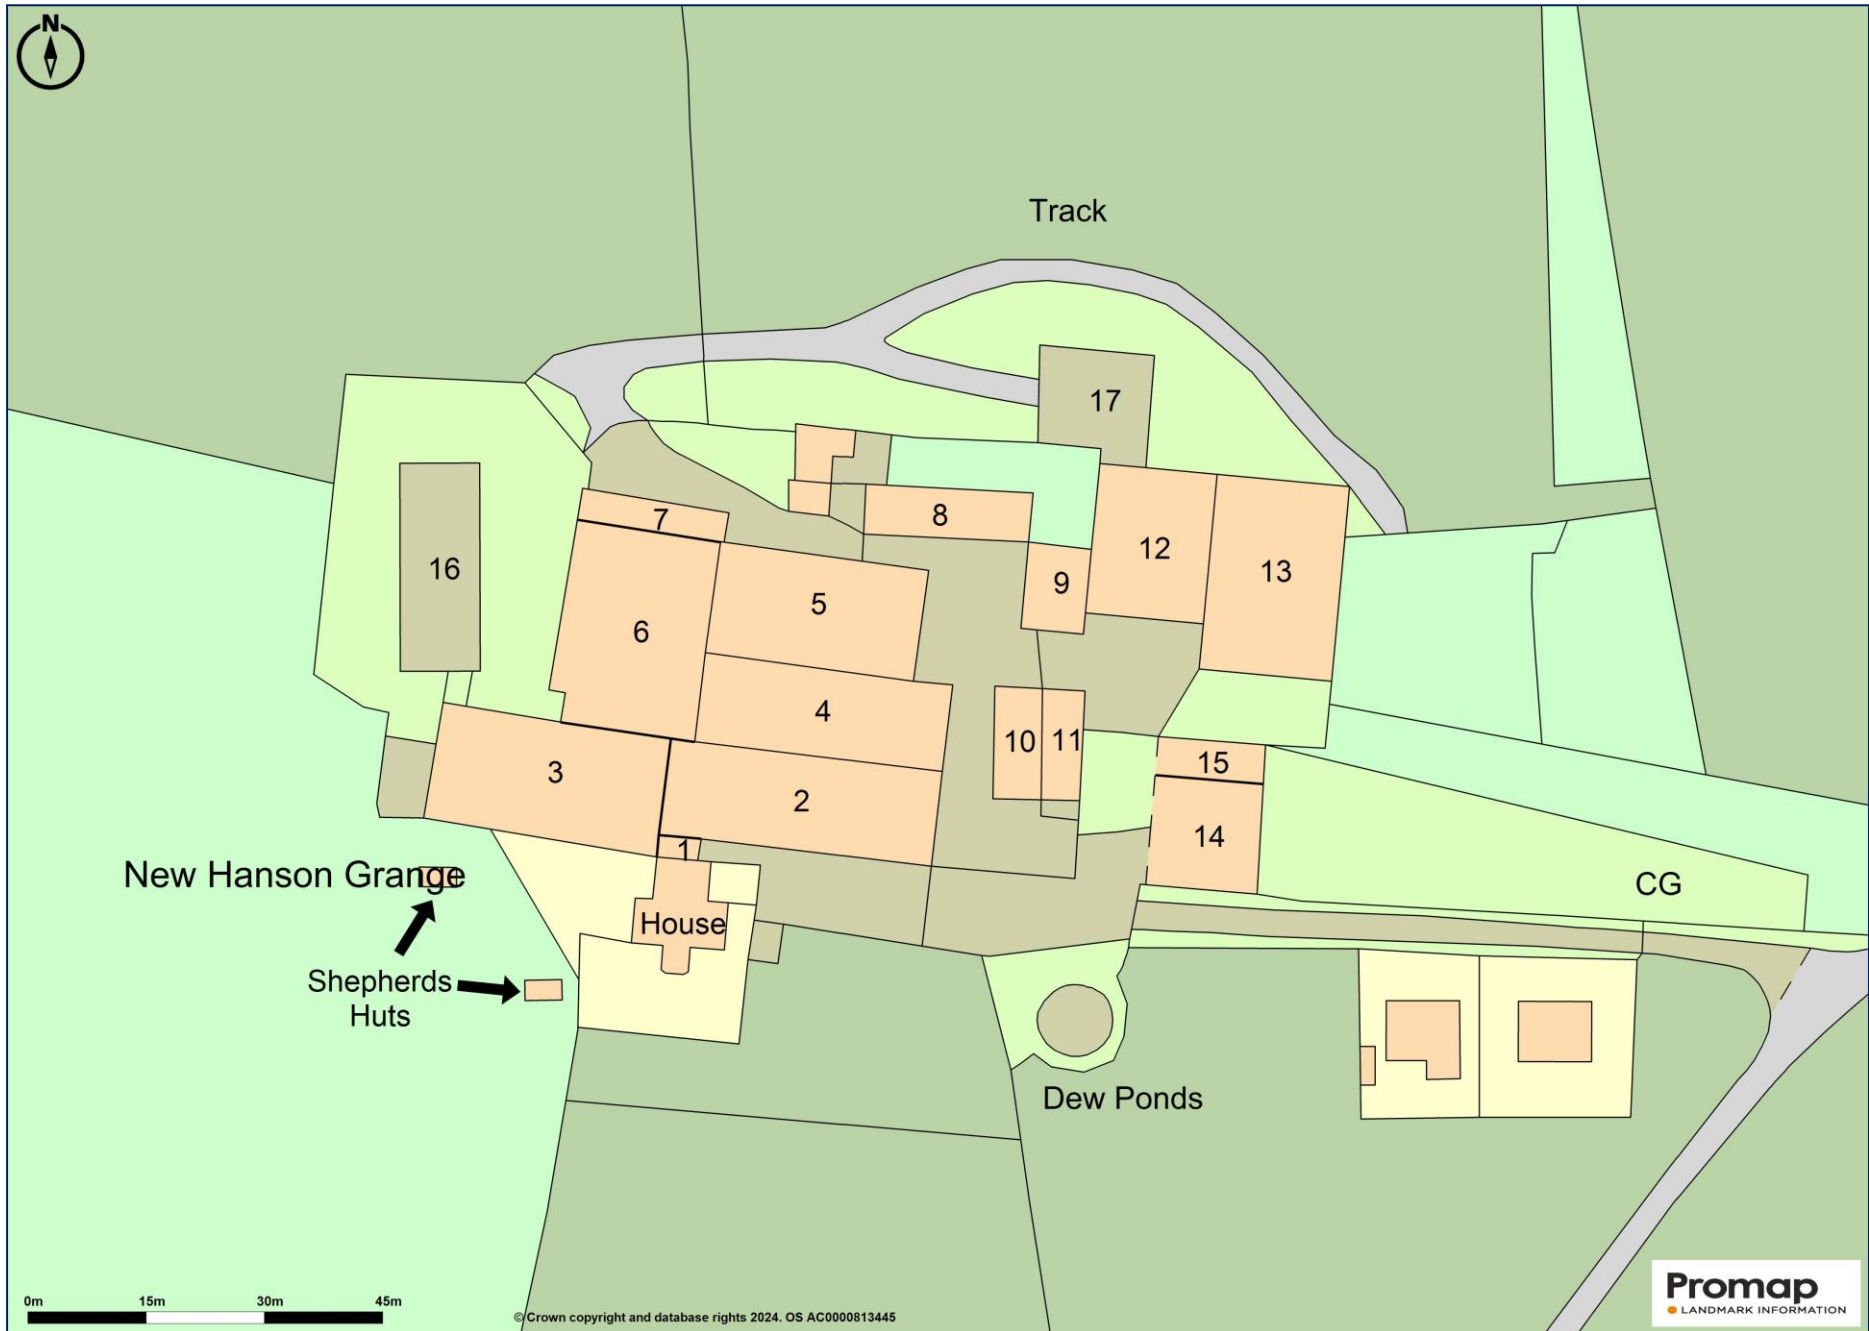 N
Track
17
7
8
16
12
13
9
5
6
4
10
11
15
3
2
14
1
New Hanson Grange
CG
House
Shepherds
Huts
Dew Ponds
0m 15m 30m 45m
© Crown copyright and database rights 2024. OS AC0000813445
Promap
LANDMARK INFORMATION